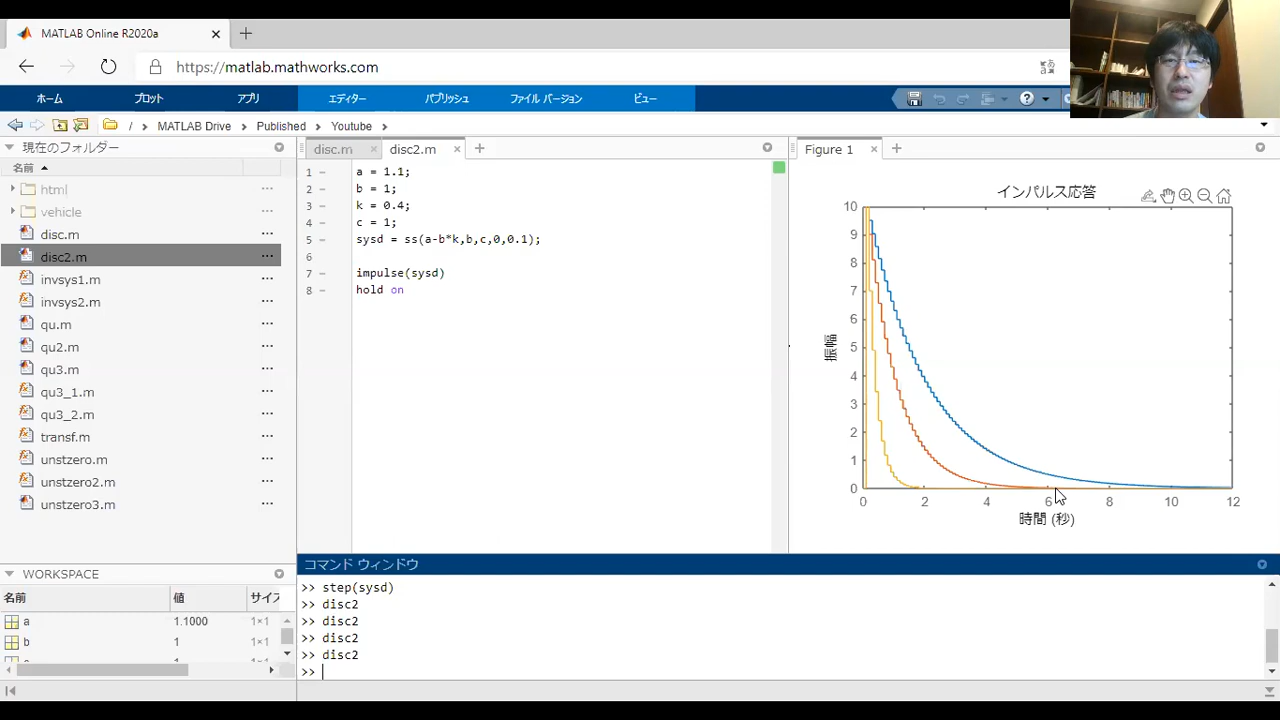 MATLAB Online R2020a
https://matlab.mathworks.com
ホーム
プロット
アプリ
エディター
パブリッシュ
ファイル バージョン
ビュー
/ MATLAB Drive Published Youtube
現在のフォルダー
名前
html
vehicle
disc.m
disc2.m
invsys1.m
invsys2.m
qu.m
qu2.m
qu3.m
qu3_1.m
qu3_2.m
transf.m
unstzero.m
unstzero2.m
unstzero3.m
WORKSPACE
名前 値 サイズ
a 1.1000 1×1
b 1 1×1
disc.m
disc2.m
1 a = 1.1;
2 b = 1;
3 k = 0.4;
4 c = 1;
5 sysd = ss(a-b*k,b,c,0,0.1);
6
7 impulse(sysd)
8 hold on
Figure 1
インパルス応答
振幅
10
9
8
7
6
5
4
3
2
1
0
0 2 4 6 8 10 12
時間 (秒)
コマンド ウィンドウ
>> step(sysd)
>> disc2
>> disc2
>> disc2
>> disc2
>>